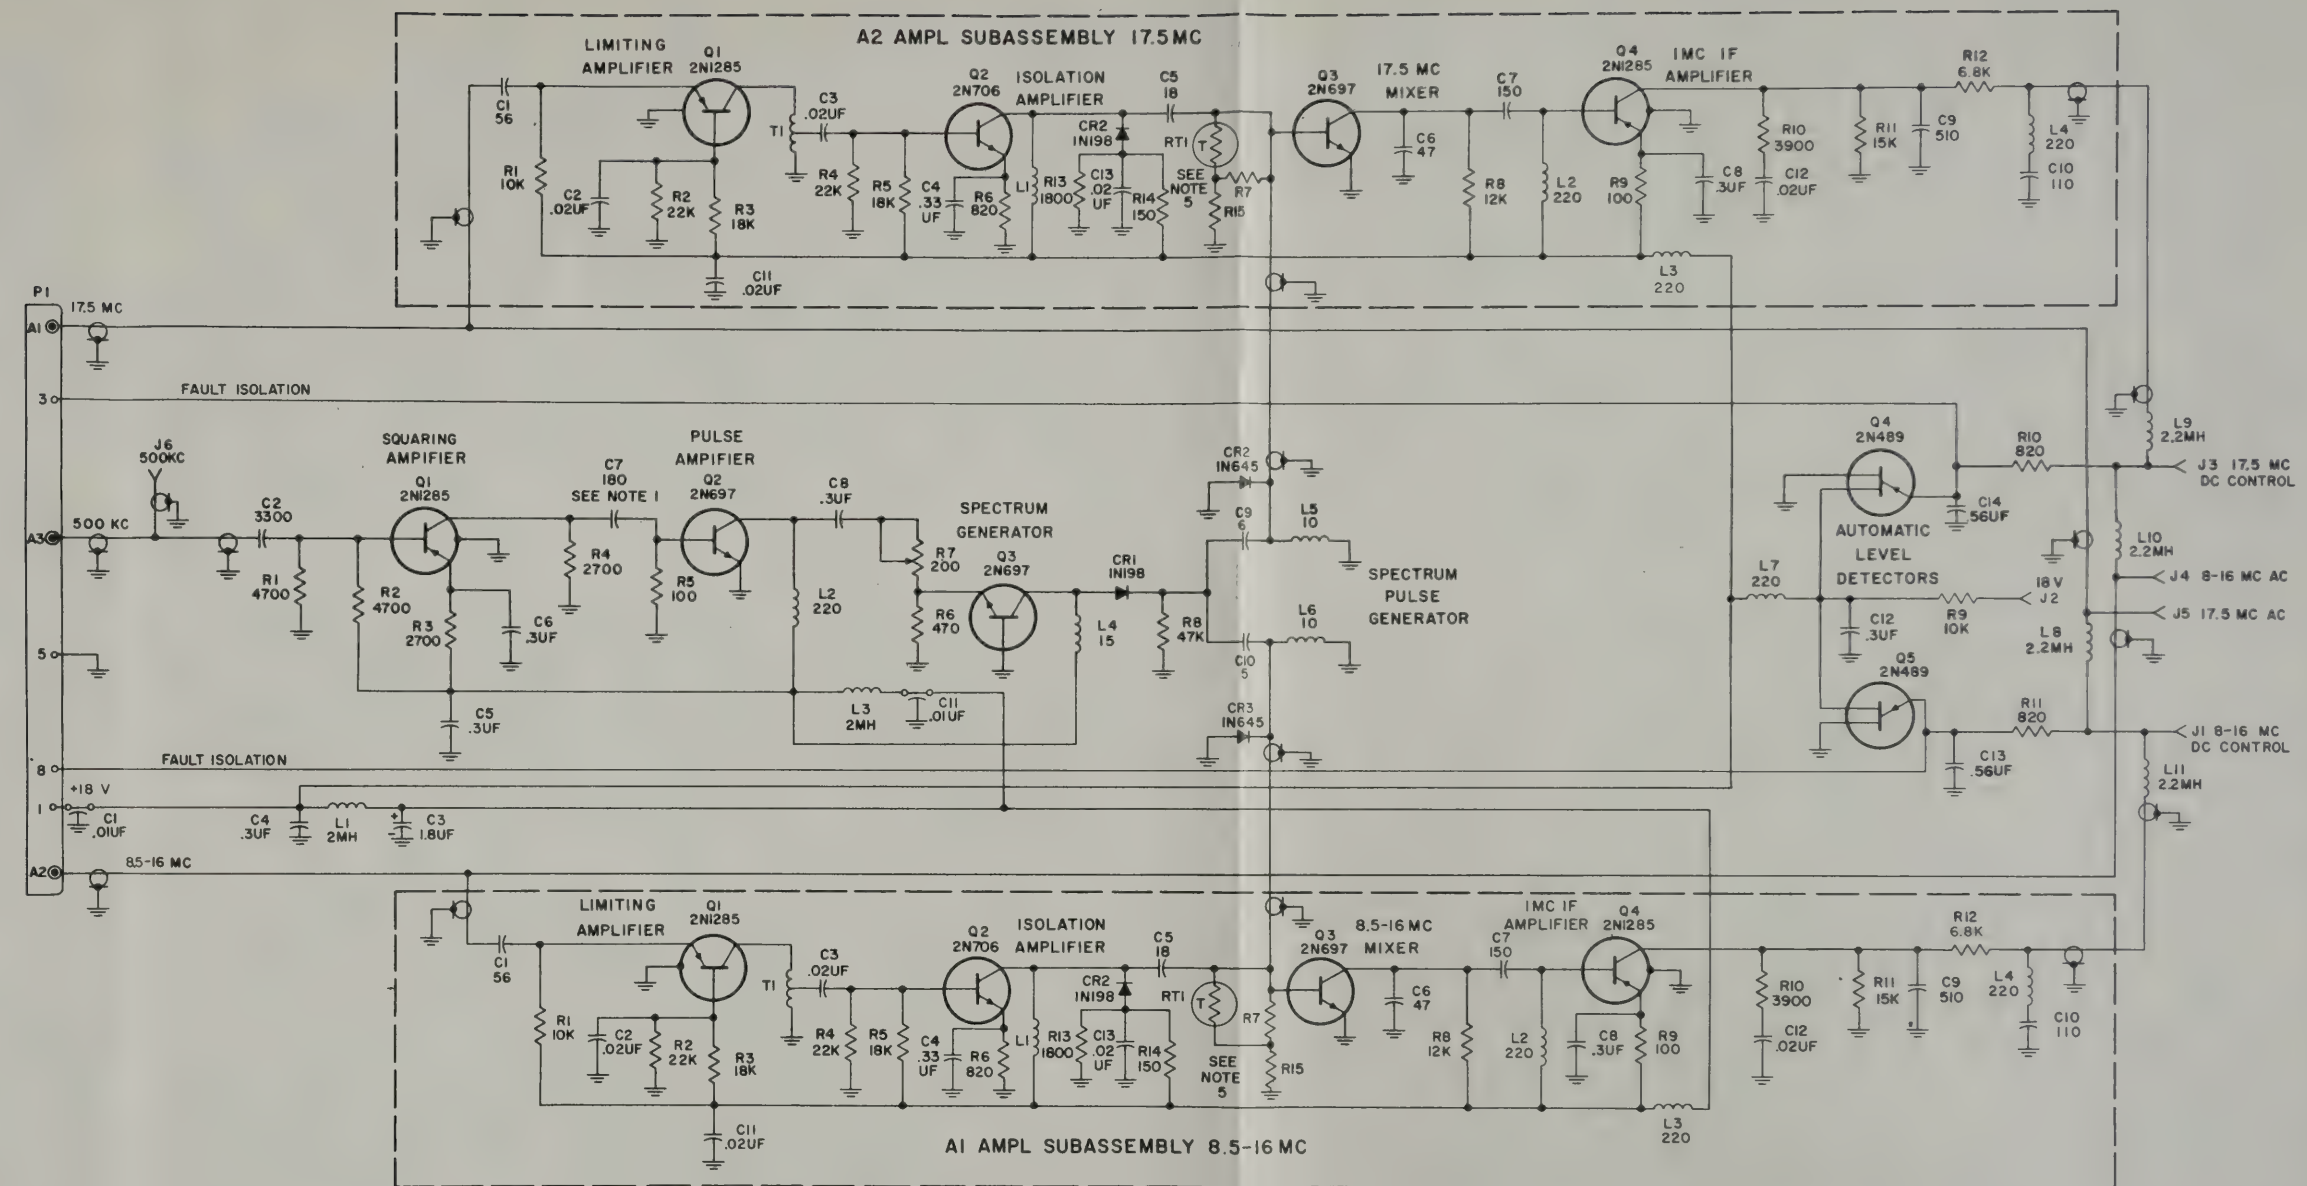 A2 AMPL SUBASSEMBLY 17.5MC
LIMITING
AMPLIFIER
Q1
2N1285
C1
56
R1
10K
C2
.02UF
R2
22K
R3
18K
C11
.02UF
T1
C3
.02UF
R4
22K
R5
18K
C4
.33
UF
Q2
2N706
ISOLATION
AMPLIFIER
R6
820
L1
R13
1800
CR2
1N198
C13
.02
UF
R14
150
C5
18
RT1
T
SEE
NOTE
5
R7
R15
Q3
2N697
17.5 MC
MIXER
C6
47
R8
12K
C7
150
L2
220
Q4
2N1285
1MC IF
AMPLIFIER
R9
100
C8
.3UF
L3
220
R10
3900
C12
.02UF
R11
15K
C9
510
R12
6.8K
L4
220
C10
110
P1
A1
17.5 MC
3
FAULT ISOLATION
J6
500KC
A3
500 KC
C2
3300
R1
4700
R2
4700
SQUARING
AMPIFIER
Q1
2N1285
R3
2700
C6
.3UF
C5
.3UF
R4
2700
C7
180
SEE NOTE 1
R5
100
PULSE
AMPIFIER
Q2
2N697
L2
220
C8
.3UF
R7
200
R6
470
SPECTRUM
GENERATOR
Q3
2N697
L3
2MH
C11
.01UF
L4
15
CR1
1N198
R8
47K
CR2
1N645
C9
6
L5
10
L6
10
C10
5
CR3
1N645
SPECTRUM
PULSE
GENERATOR
Q4
2N489
R10
820
C14
.56UF
AUTOMATIC
LEVEL
DETECTORS
L7
220
C12
.3UF
R9
10K
18 V
J2
Q5
2N489
R11
820
C13
.56UF
L8
2.2MH
L9
2.2MH
L10
2.2MH
L11
2.2MH
J3 17.5 MC
DC CONTROL
J4 8-16 MC AC
J5 17.5 MC AC
J1 8-16 MC
DC CONTROL
5
8
FAULT ISOLATION
1
+18 V
C1
.01UF
C4
.3UF
L1
2MH
+
-
C3
1.8UF
A2
8.5-16 MC
LIMITING
AMPLIFIER
Q1
2N1285
C1
56
R1
10K
C2
.02UF
R2
22K
R3
18K
C11
.02UF
T1
C3
.02UF
R4
22K
R5
18K
C4
.33
UF
Q2
2N706
ISOLATION
AMPLIFIER
R6
820
L1
R13
1800
CR2
1N198
C13
.02
UF
R14
150
C5
18
RT1
T
SEE
NOTE
5
R7
R15
Q3
2N697
8.5-16 MC
MIXER
C6
47
R8
12K
C7
150
L2
220
1MC IF
AMPLIFIER
Q4
2N1285
C8
.3UF
R9
100
L3
220
R10
3900
C12
.02UF
R11
15K
C9
510
R12
6.8K
L4
220
C10
110
A1 AMPL SUBASSEMBLY 8.5-16 MC